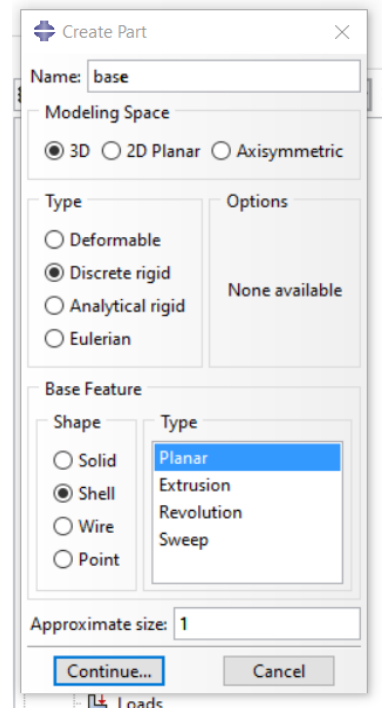 Create Part
Name: base
Modeling Space
3D 2D Planar Axisymmetric
Type
Deformable
Discrete rigid
Analytical rigid
Eulerian
Options
None available
Base Feature
Shape
Solid
Shell
Wire
Point
Type
Planar
Extrusion
Revolution
Sweep
Approximate size: 1
Continue... Cancel
Loads